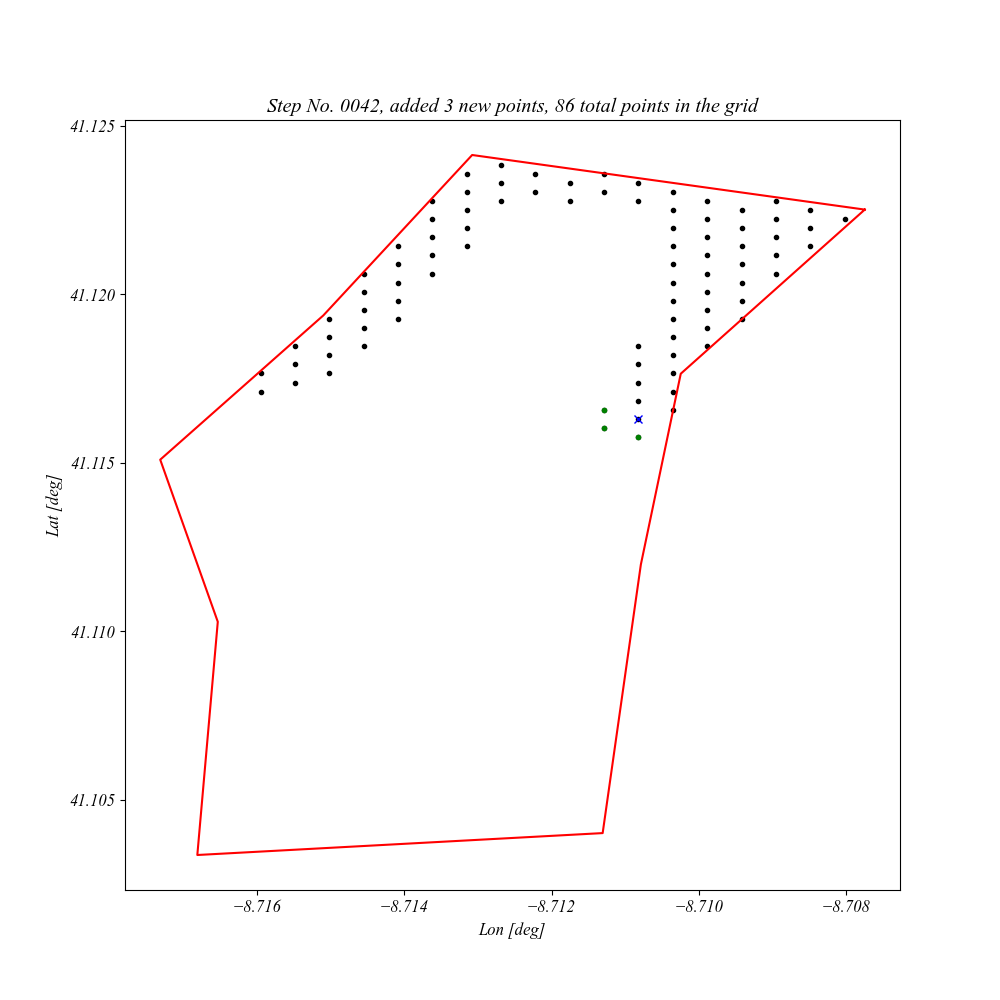 Step No. 0042, added 3 new points, 86 total points in the grid
41.125
41.120
41.115
41.110
41.105
Lat [deg]
−8.716 −8.714 −8.712 −8.710 −8.708
Lon [deg]